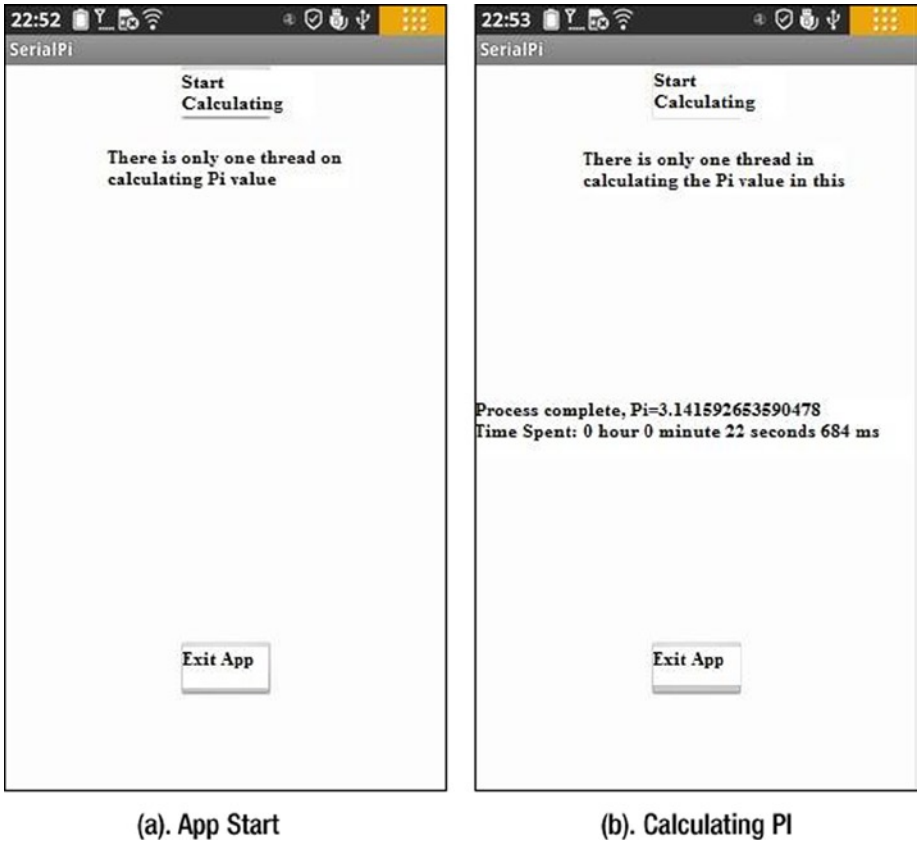 22:52
SerialPi
Start
Calculating
There is only one thread on
calculating Pi value
Exit App
(a). App Start
22:53
SerialPi
Start
Calculating
There is only one thread in
calculating the Pi value in this
Process complete, Pi=3.141592653590478
Time Spent: 0 hour 0 minute 22 seconds 684 ms
Exit App
(b). Calculating PI